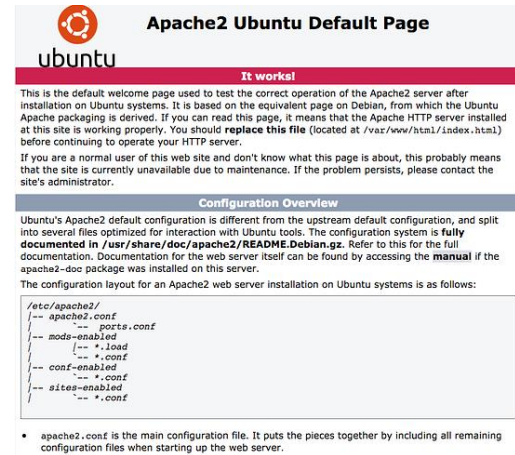 ubuntu
Apache2 Ubuntu Default Page
It works!
This is the default welcome page used to test the correct operation of the Apache2 server after
installation on Ubuntu systems. It is based on the equivalent page on Debian, from which the Ubuntu
Apache packaging is derived. If you can read this page, it means that the Apache HTTP server installed
at this site is working properly. You should replace this file (located at /var/www/html/index.html)
before continuing to operate your HTTP server.
If you are a normal user of this web site and don't know what this page is about, this probably means
that the site is currently unavailable due to maintenance. If the problem persists, please contact the
site's administrator.
Configuration Overview
Ubuntu's Apache2 default configuration is different from the upstream default configuration, and split
into several files optimized for interaction with Ubuntu tools. The configuration system is fully
documented in /usr/share/doc/apache2/README.Debian.gz. Refer to this for the full
documentation. Documentation for the web server itself can be found by accessing the manual if the
apache2-doc package was installed on this server.
The configuration layout for an Apache2 web server installation on Ubuntu systems is as follows:
/etc/apache2/
|-- apache2.conf
|       `--  ports.conf
|-- mods-enabled
|       |-- *.load
|       `-- *.conf
|-- conf-enabled
|       `-- *.conf
|-- sites-enabled
|       `-- *.conf
• apache2.conf is the main configuration file. It puts the pieces together by including all remaining
configuration files when starting up the web server.